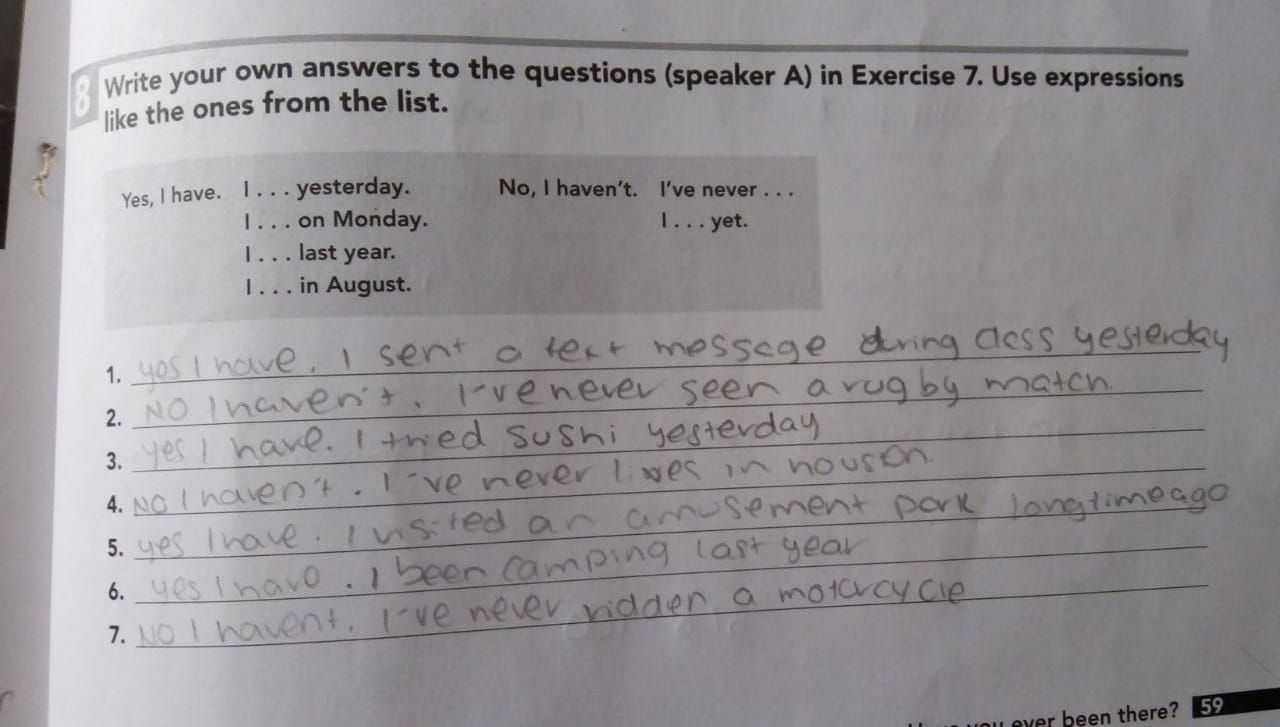 8 Write your own answers to the questions (speaker A) in Exercise 7. Use expressions
like the ones from the list.
Yes, I have. I . . . yesterday. No, I haven't. I've never . . .
I . . . on Monday. I . . . yet.
I . . . last year.
I . . . in August.
1. yes I have. I sent a text message during class yesterday
2. NO I haven't. I've never seen a rugby match.
3. yes I have. I tried sushi yesterday
4. NO I haven't. I've never lives in houson.
5. yes I have. I visited an amusement park longtime ago
6. yes I have. I been camping last year
7. NO I havent. I've never ridden a motorcycle
you ever been there? 59